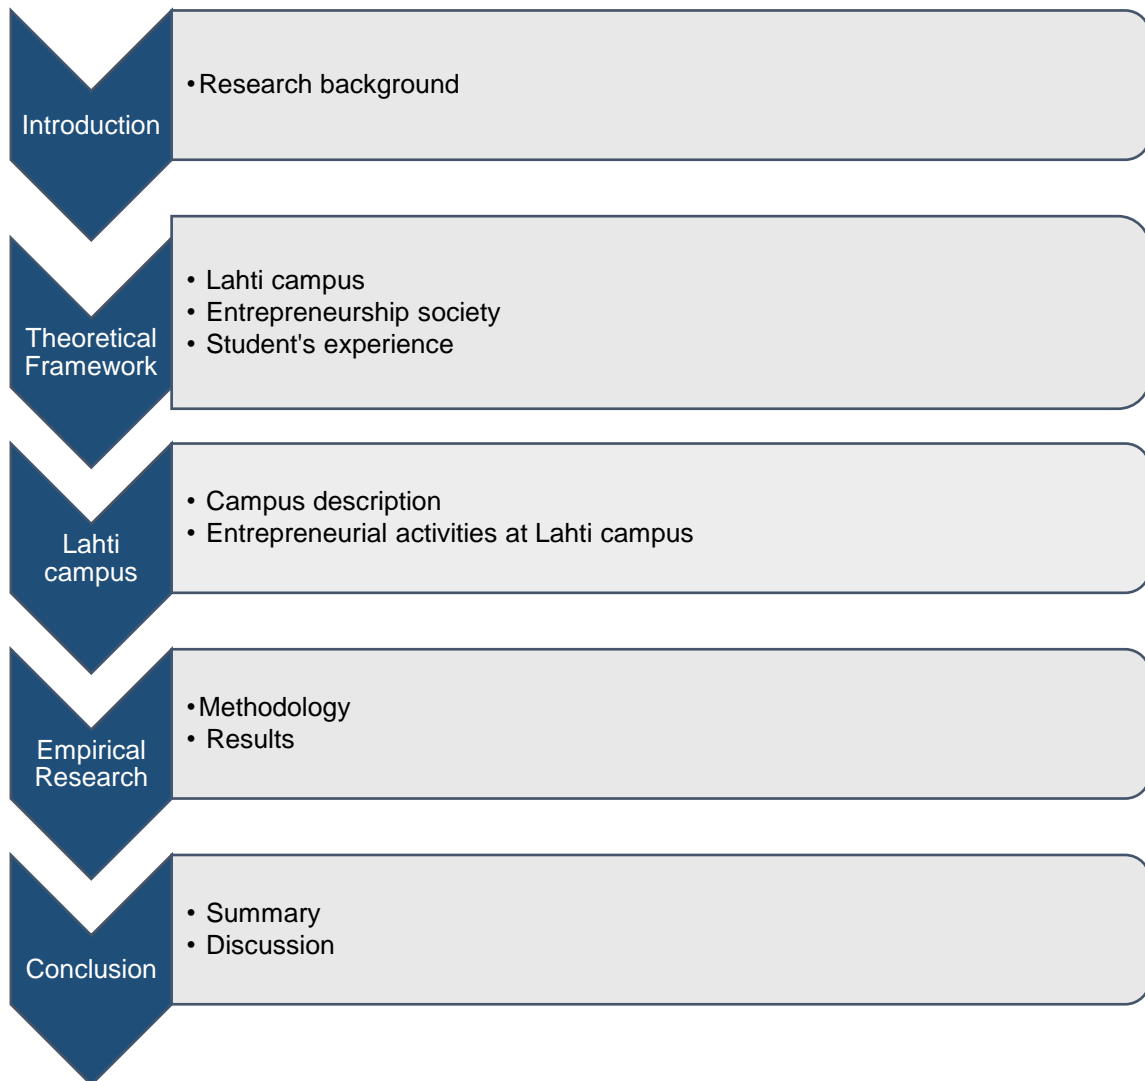 Introduction
•Research background
Theoretical
Framework
• Lahti campus
• Entrepreneurship society
• Student's experience
Lahti
campus
• Campus description
• Entrepreneurial activities at Lahti campus
Empirical
Research
•Methodology
• Results
Conclusion
• Summary
• Discussion